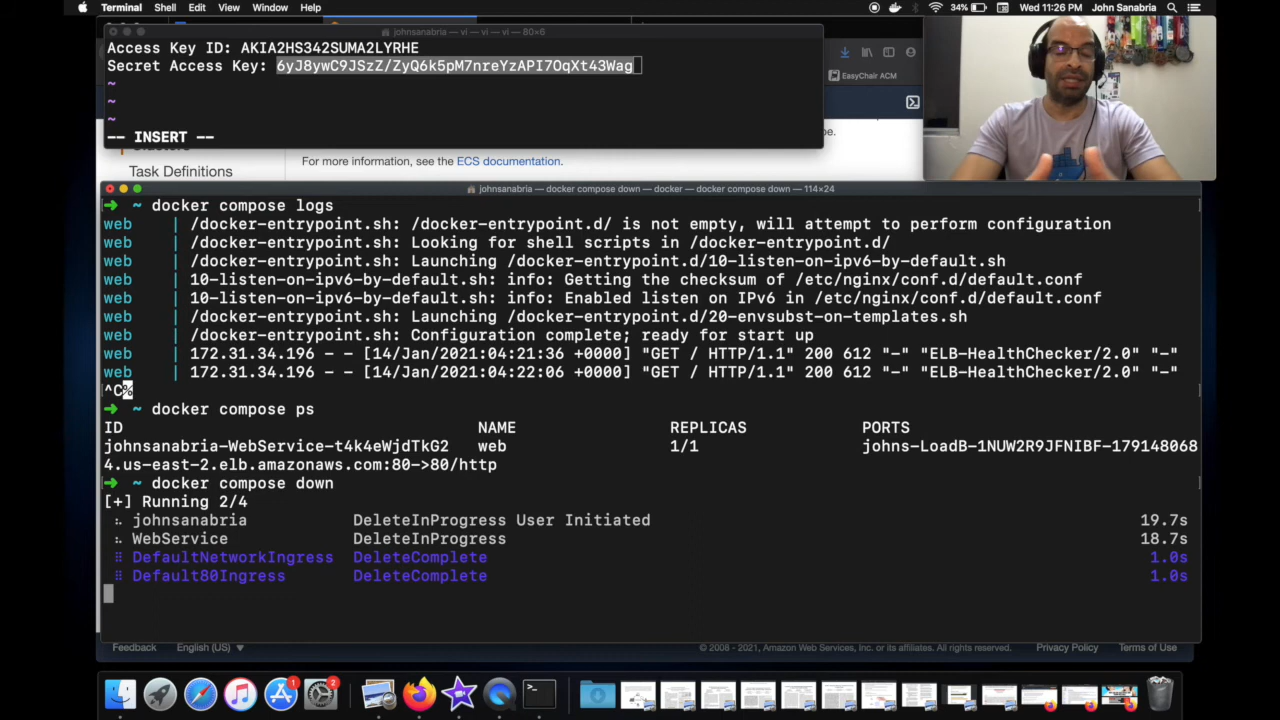 Terminal Shell Edit View Window Help 34% Wed 11:26 PM John Sanabria
johnsanabria — vi — vi — vi — 80×6
Access Key ID: AKIA2HS342SUMA2LYRHE
Secret Access Key: 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
~
~
~
-- INSERT --
EasyChair ACM
Task Definitions
For more information, see the ECS documentation.
johnsanabria — docker compose down — docker — docker compose down — 114×24
➜ ~ docker compose logs
web | /docker-entrypoint.sh: /docker-entrypoint.d/ is not empty, will attempt to perform configuration
web | /docker-entrypoint.sh: Looking for shell scripts in /docker-entrypoint.d/
web | /docker-entrypoint.sh: Launching /docker-entrypoint.d/10-listen-on-ipv6-by-default.sh
web | 10-listen-on-ipv6-by-default.sh: info: Getting the checksum of /etc/nginx/conf.d/default.conf
web | 10-listen-on-ipv6-by-default.sh: info: Enabled listen on IPv6 in /etc/nginx/conf.d/default.conf
web | /docker-entrypoint.sh: Launching /docker-entrypoint.d/20-envsubst-on-templates.sh
web | /docker-entrypoint.sh: Configuration complete; ready for start up
web | 172.31.34.196 - - [14/Jan/2021:04:21:36 +0000] "GET / HTTP/1.1" 200 612 "-" "ELB-HealthChecker/2.0" "-"
web | 172.31.34.196 - - [14/Jan/2021:04:22:06 +0000] "GET / HTTP/1.1" 200 612 "-" "ELB-HealthChecker/2.0" "-"
^C%
➜ ~ docker compose ps
ID NAME REPLICAS PORTS
johnsanabria-WebService-t4k4eWjdTkG2 web 1/1 johns-LoadB-1NUW2R9JFNIBF-179148068
4.us-east-2.elb.amazonaws.com:80->80/http
➜ ~ docker compose down
[+] Running 2/4
johnsanabria DeleteInProgress User Initiated 19.7s
WebService DeleteInProgress 18.7s
DefaultNetworkIngress DeleteComplete 1.0s
Default80Ingress DeleteComplete 1.0s
Feedback English (US) © 2008 - 2021, Amazon Web Services, Inc. or its affiliates. All rights reserved. Privacy Policy Terms of Use
1 2